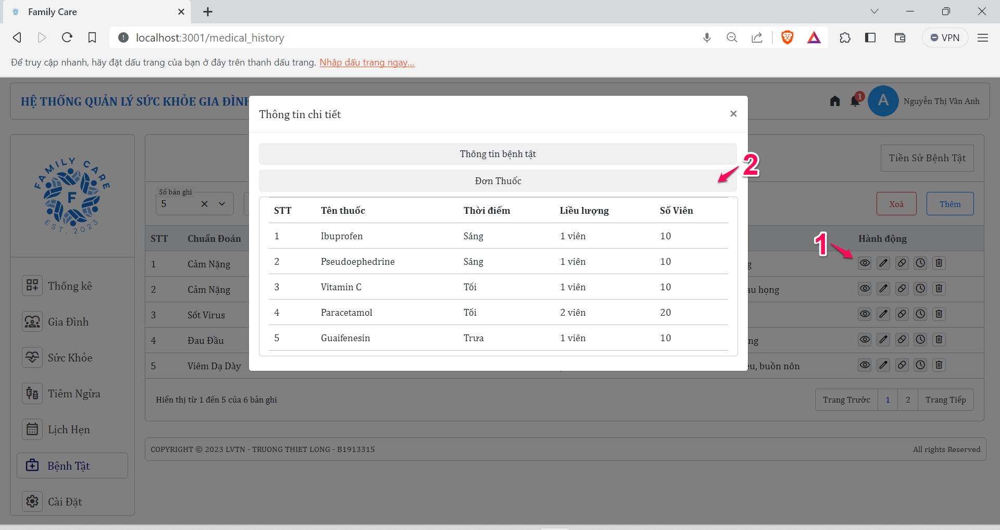 Family Care
localhost:3001/medical_history
VPN
Để truy cập nhanh, hãy đặt dấu trang của bạn ở đây trên thanh dấu trang. Nhập dấu trang ngay...
HỆ THỐNG QUẢN LÝ SỨC KHỎE GIA ĐÌNH
1
A
Nguyễn Thị Vân Anh
Thông tin chi tiết
Thông tin bệnh tật
Đơn Thuốc
2
STT Tên thuốc Thời điểm Liều lượng Số Viên
1 Ibuprofen Sáng 1 viên 10
2 Pseudoephedrine Sáng 1 viên 10
3 Vitamin C Tối 1 viên 10
4 Paracetamol Tối 2 viên 20
5 Guaifenesin Trưa 1 viên 10
FAMILY CARE
F
EST. 2023
Thống kê
Gia Đình
Sức Khỏe
Tiêm Ngừa
Lịch Hẹn
Bệnh Tật
Cài Đặt
Tiền Sử Bệnh Tật
Số bản ghi
5
Xoá
Thêm
STT Chuẩn Đoán Hành động
1
1 Cảm Nặng g
2 Cảm Nặng au họng
3 Sốt Virus
4 Đau Đầu ng
5 Viêm Dạ Dày êu, buồn nôn
Hiển thị từ 1 đến 5 của 6 bản ghi
Trang Trước 1 2 Trang Tiếp
COPYRIGHT © 2023 LVTN - TRUONG THIET LONG - B1913315
All rights Reserved